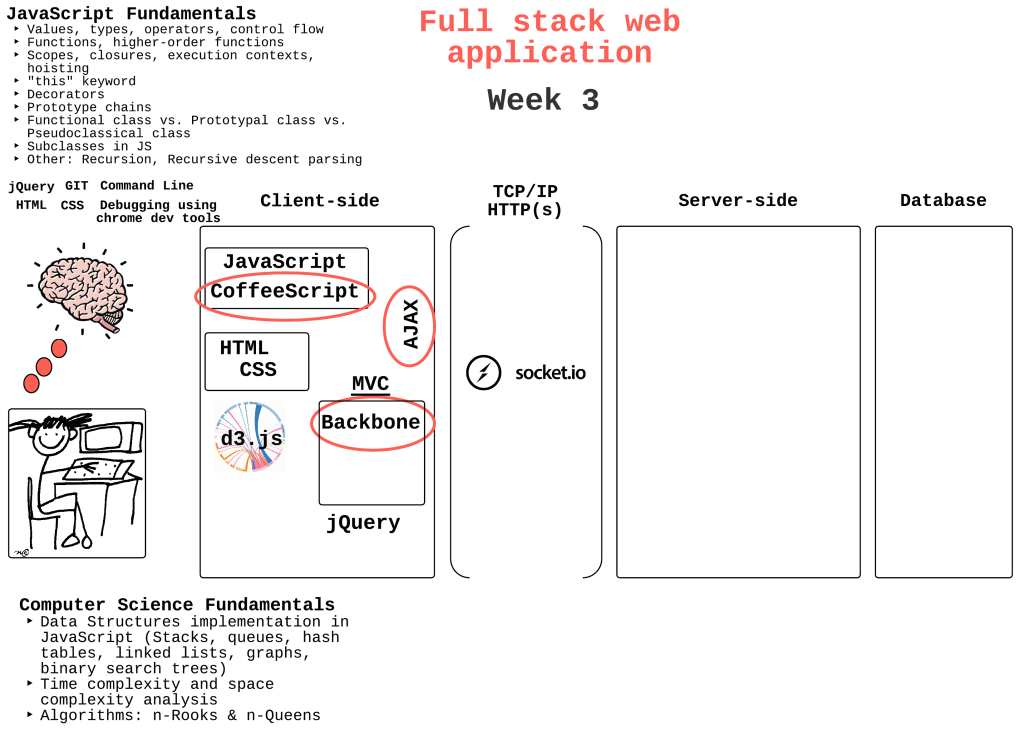 JavaScript Fundamentals
‣ Values, types, operators, control flow
‣ Functions, higher-order functions
‣ Scopes, closures, execution contexts,
hoisting
‣ "this" keyword
‣ Decorators
‣ Prototype chains
‣ Functional class vs. Prototypal class vs.
Pseudoclassical class
‣ Subclasses in JS
‣ Other: Recursion, Recursive descent parsing
Full stack web
application
Week 3
jQuery GIT Command Line
HTML CSS Debugging using
chrome dev tools
Client-side
TCP/IP
HTTP(s)
Server-side
Database
JavaScript
CoffeeScript
AJAX
HTML
CSS
MVC
Backbone
d3.js
jQuery
socket.io
Computer Science Fundamentals
‣ Data Structures implementation in
JavaScript (Stacks, queues, hash
tables, linked lists, graphs,
binary search trees)
‣ Time complexity and space
complexity analysis
‣ Algorithms: n-Rooks & n-Queens